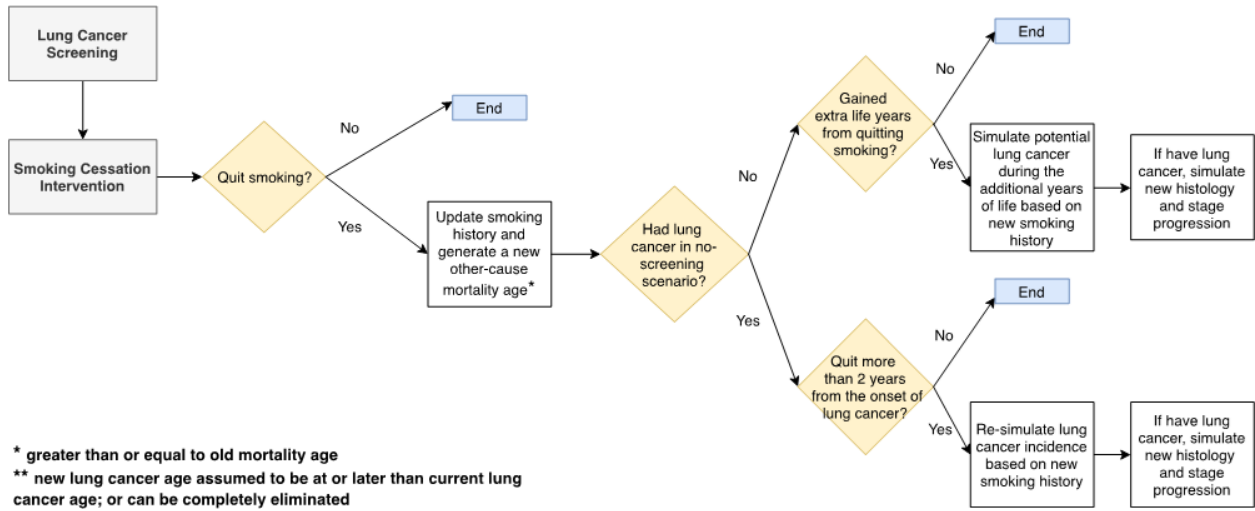 Lung Cancer
Screening
Smoking Cessation
Intervention
Quit smoking?
No
End
Yes
Update smoking
history and
generate a new
other-cause
mortality age*
Had lung
cancer in no-
screening
scenario?
No
Gained
extra life years
from quitting
smoking?
No
End
Yes
Simulate potential
lung cancer
during the
additional years
of life based on
new smoking
history
If have lung
cancer, simulate
new histology
and stage
progression
Yes
Quit more
than 2 years
from the onset of
lung cancer?
No
End
Yes
Re-simulate lung
cancer incidence
based on new
smoking history
If have lung
cancer, simulate
new histology
and stage
progression
* greater than or equal to old mortality age
** new lung cancer age assumed to be at or later than current lung
cancer age; or can be completely eliminated